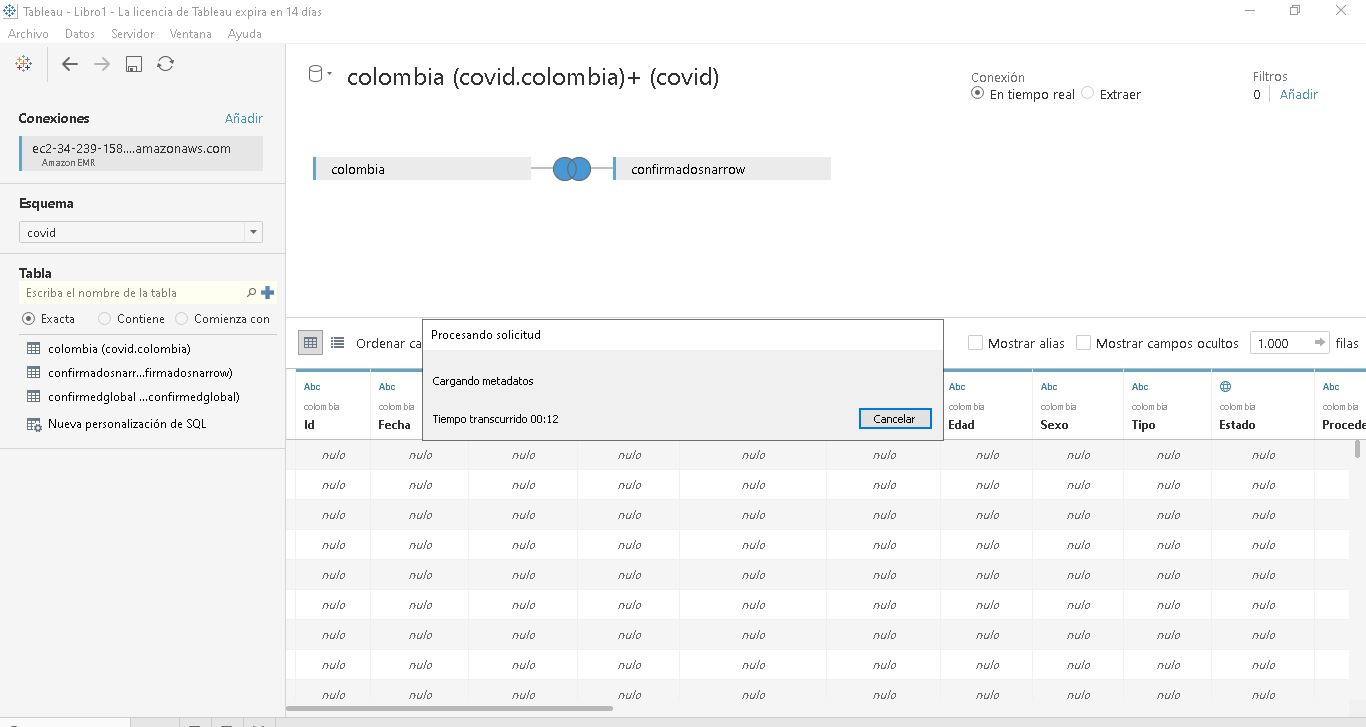 Tableau - Libro1 - La licencia de Tableau expira en 14 días
Archivo Datos Servidor Ventana Ayuda
Conexiones Añadir
ec2-34-239-158....amazonaws.com
Amazon EMR
Esquema
covid
Tabla
Escriba el nombre de la tabla
Exacta Contiene Comienza con
colombia (covid.colombia)
confirmadosnarr...firmadosnarrow)
confirmedglobal ...confirmedglobal)
Nueva personalización de SQL
colombia (covid.colombia)+ (covid)
Conexión
En tiempo real Extraer
Filtros
0 Añadir
colombia confirmadosnarrow
Ordenar ca
Mostrar alias Mostrar campos ocultos 1.000 filas
Procesando solicitud
Cargando metadatos
Tiempo transcurrido 00:12 Cancelar
Abc Abc Abc Abc Abc Abc
colombia colombia colombia colombia colombia colombia colombia
Id Fecha Edad Sexo Tipo Estado Procede
nulo nulo nulo nulo nulo nulo nulo nulo nulo nulo
nulo nulo nulo nulo nulo nulo nulo nulo nulo nulo
nulo nulo nulo nulo nulo nulo nulo nulo nulo nulo
nulo nulo nulo nulo nulo nulo nulo nulo nulo nulo
nulo nulo nulo nulo nulo nulo nulo nulo nulo nulo
nulo nulo nulo nulo nulo nulo nulo nulo nulo nulo
nulo nulo nulo nulo nulo nulo nulo nulo nulo nulo
nulo nulo nulo nulo nulo nulo nulo nulo nulo nulo
nulo nulo nulo nulo nulo nulo nulo nulo nulo nulo